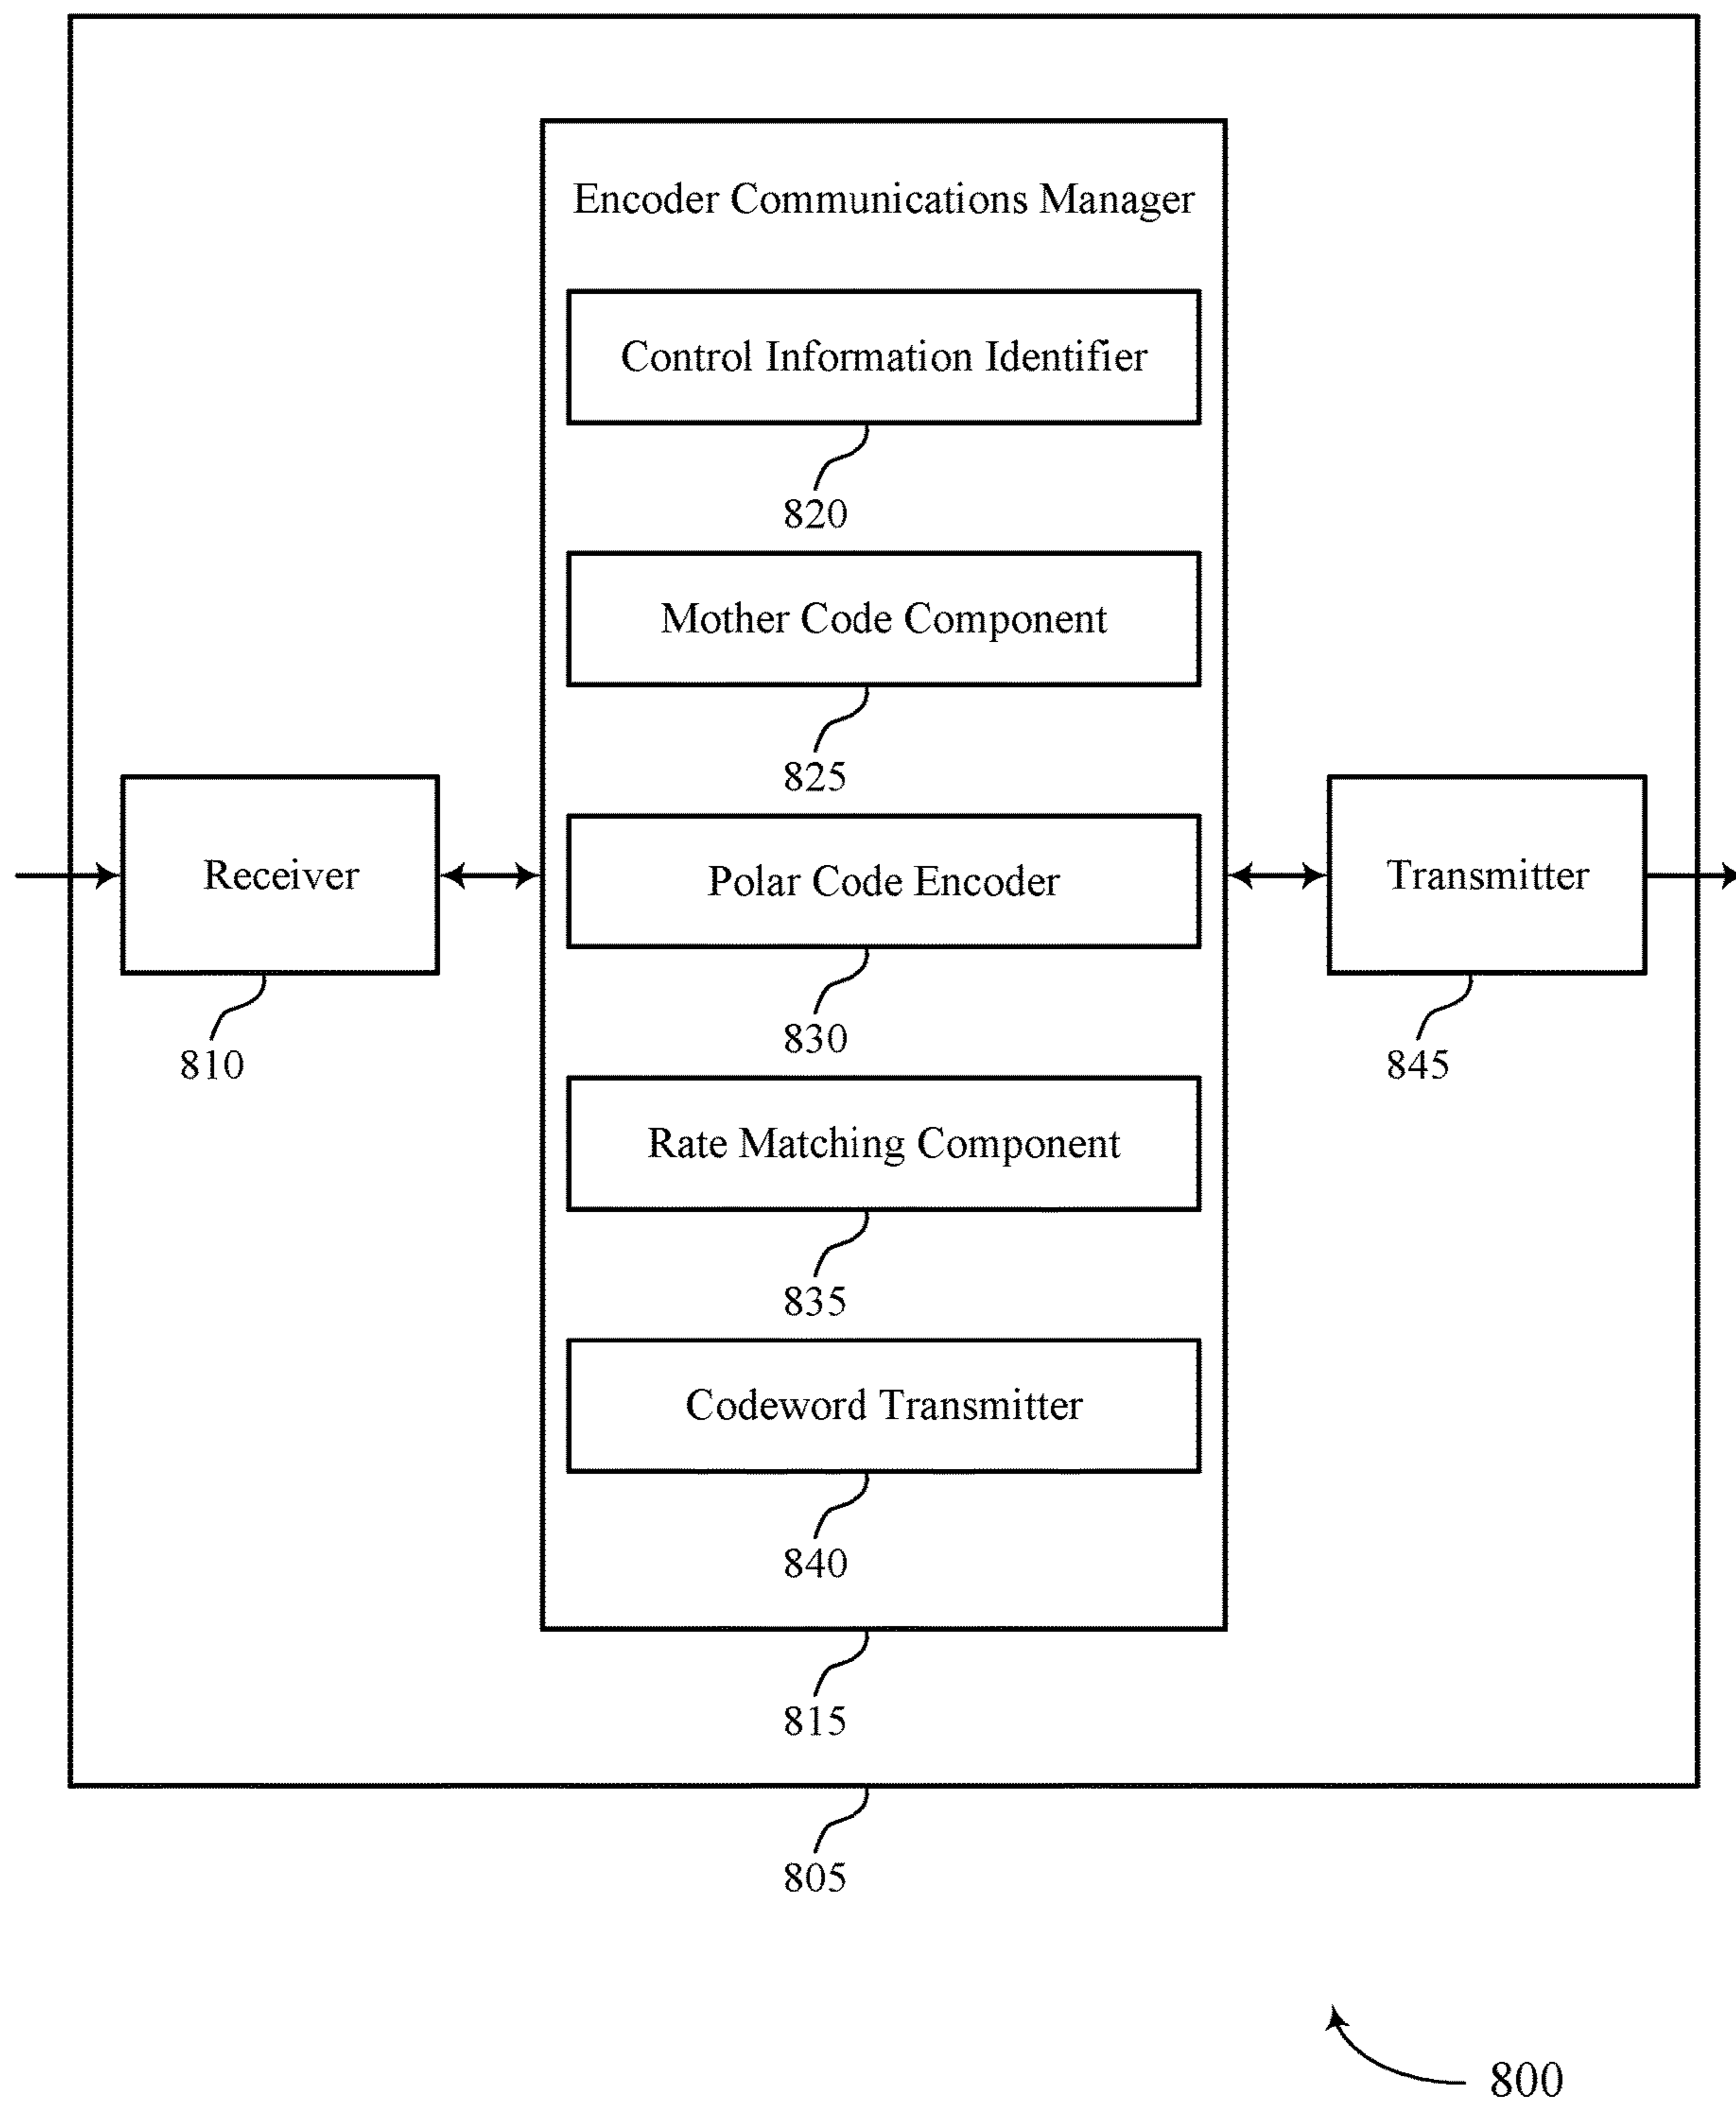 Encoder Communications Manager
Control Information Identifier
820
Mother Code Component
825
Receiver
810
Polar Code Encoder
830
Transmitter
845
Rate Matching Component
835
Codeword Transmitter
840
815
805
800